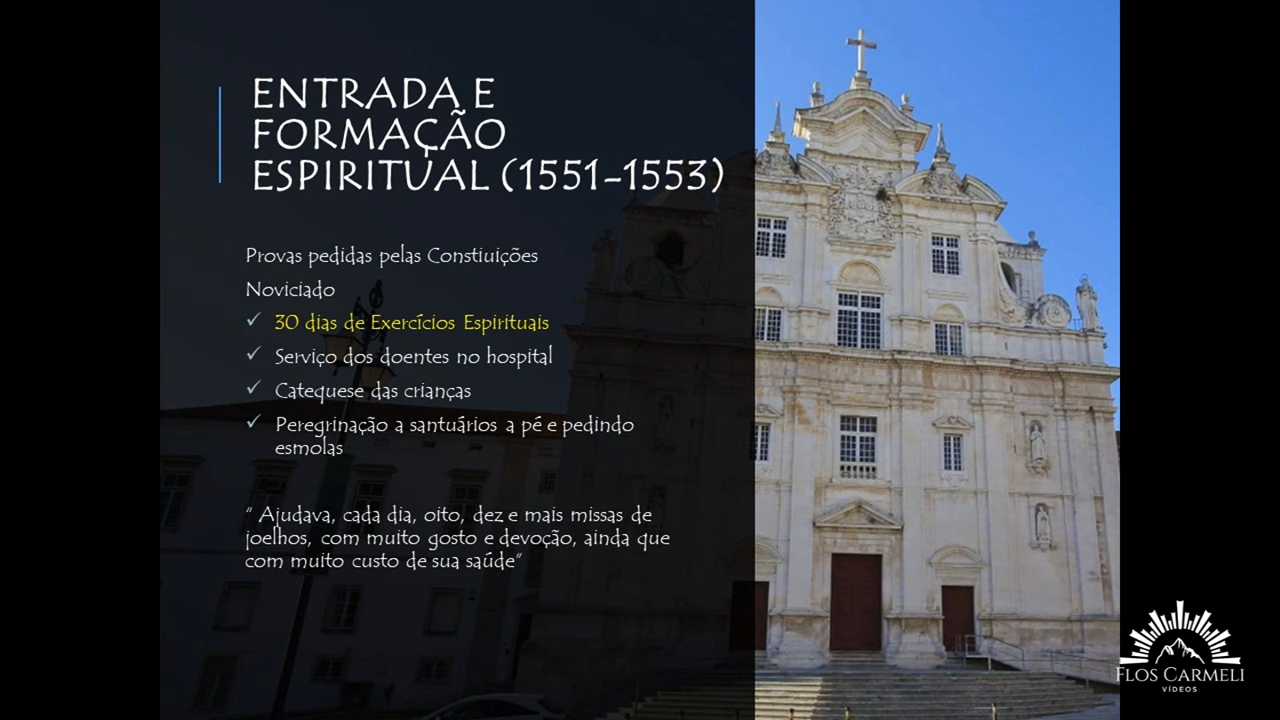 ENTRADA E
FORMAÇÃO
ESPIRITUAL (1551-1553)
Provas pedidas pelas Constiuições
Noviciado
30 dias de Exercícios Espirituais
Serviço dos doentes no hospital
Catequese das crianças
Peregrinação a santuários a pé e pedindo
esmolas
“ Ajudava, cada dia, oito, dez e mais missas de
joelhos, com muito gosto e devoção, ainda que
com muito custo de sua saúde”
FLOS CARMELI
VÍDEOS